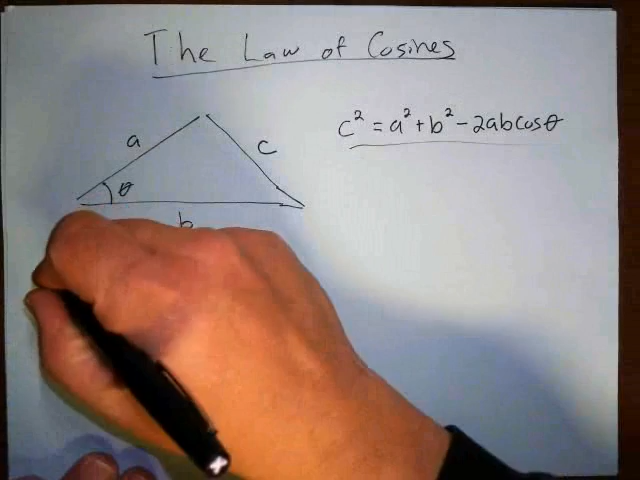 The Law of Cosines
a
c
c² = a² + b² - 2abcosθ
θ
b